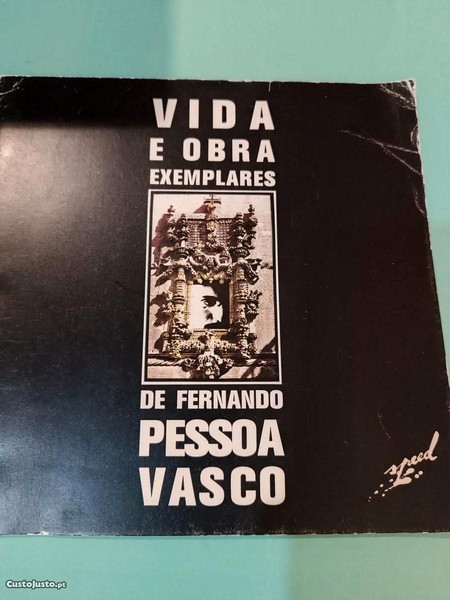 VIDA
E OBRA
EXEMPLARES
DE FERNANDO
PESSOA
VASCO
speed
CustoJusto.pt